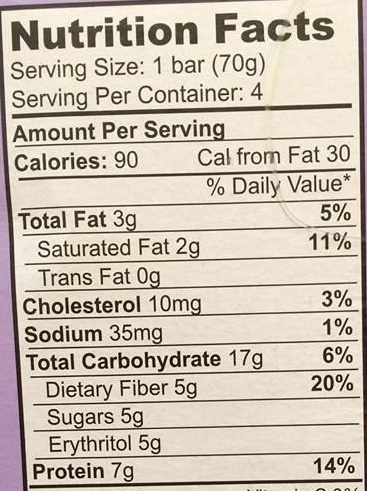 Nutrition Facts
Serving Size: 1 bar (70g)
Serving Per Container: 4
Amount Per Serving
Calories: 90 Cal from Fat 30
% Daily Value*
Total Fat 3g 5%
Saturated Fat 2g 11%
Trans Fat 0g
Cholesterol 10mg 3%
Sodium 35mg 1%
Total Carbohydrate 17g 6%
Dietary Fiber 5g 20%
Sugars 5g
Erythritol 5g
Protein 7g 14%